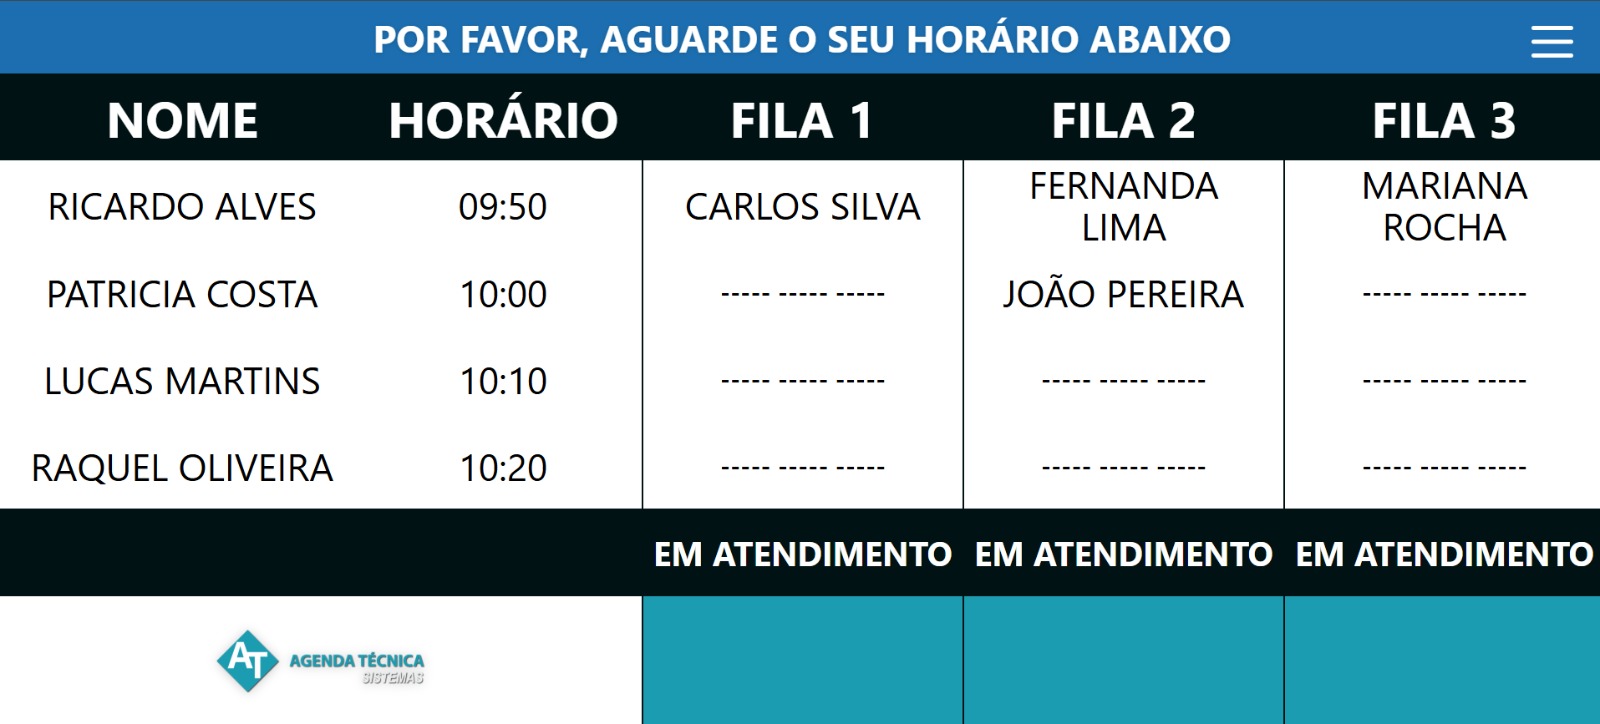 POR FAVOR, AGUARDE O SEU HORÁRIO ABAIXO
NOME HORÁRIO FILA 1 FILA 2 FILA 3
RICARDO ALVES 09:50 CARLOS SILVA FERNANDA LIMA MARIANA ROCHA
PATRICIA COSTA 10:00 ----- ----- ----- JOÃO PEREIRA ----- ----- -----
LUCAS MARTINS 10:10 ----- ----- ----- ----- ----- ----- ----- ----- -----
RAQUEL OLIVEIRA 10:20 ----- ----- ----- ----- ----- ----- ----- ----- -----
EM ATENDIMENTO EM ATENDIMENTO EM ATENDIMENTO
AT AGENDA TÉCNICA
SISTEMAS